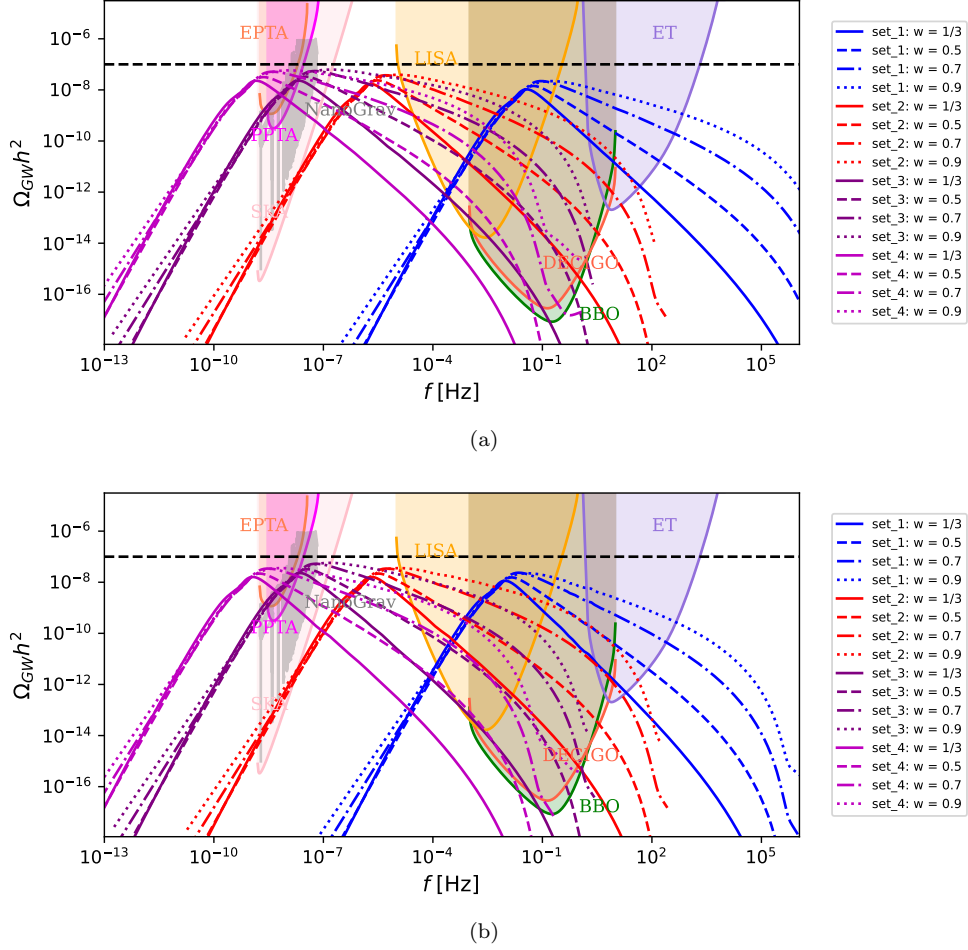 10^{-6}
10^{-8}
10^{-10}
10^{-12}
10^{-14}
10^{-16}
Ω_{GW}h^2
EPTA
LISA
ET
NanoGrav
PPTA
SKA
DECIGO
BBO
10^{-13}
10^{-10}
10^{-7}
10^{-4}
10^{-1}
10^{2}
10^{5}
f [Hz]
set_1: w = 1/3
set_1: w = 0.5
set_1: w = 0.7
set_1: w = 0.9
set_2: w = 1/3
set_2: w = 0.5
set_2: w = 0.7
set_2: w = 0.9
set_3: w = 1/3
set_3: w = 0.5
set_3: w = 0.7
set_3: w = 0.9
set_4: w = 1/3
set_4: w = 0.5
set_4: w = 0.7
set_4: w = 0.9
(a)
10^{-6}
10^{-8}
10^{-10}
10^{-12}
10^{-14}
10^{-16}
Ω_{GW}h^2
EPTA
LISA
ET
NanoGrav
PPTA
SKA
DECIGO
BBO
10^{-13}
10^{-10}
10^{-7}
10^{-4}
10^{-1}
10^{2}
10^{5}
f [Hz]
set_1: w = 1/3
set_1: w = 0.5
set_1: w = 0.7
set_1: w = 0.9
set_2: w = 1/3
set_2: w = 0.5
set_2: w = 0.7
set_2: w = 0.9
set_3: w = 1/3
set_3: w = 0.5
set_3: w = 0.7
set_3: w = 0.9
set_4: w = 1/3
set_4: w = 0.5
set_4: w = 0.7
set_4: w = 0.9
(b)